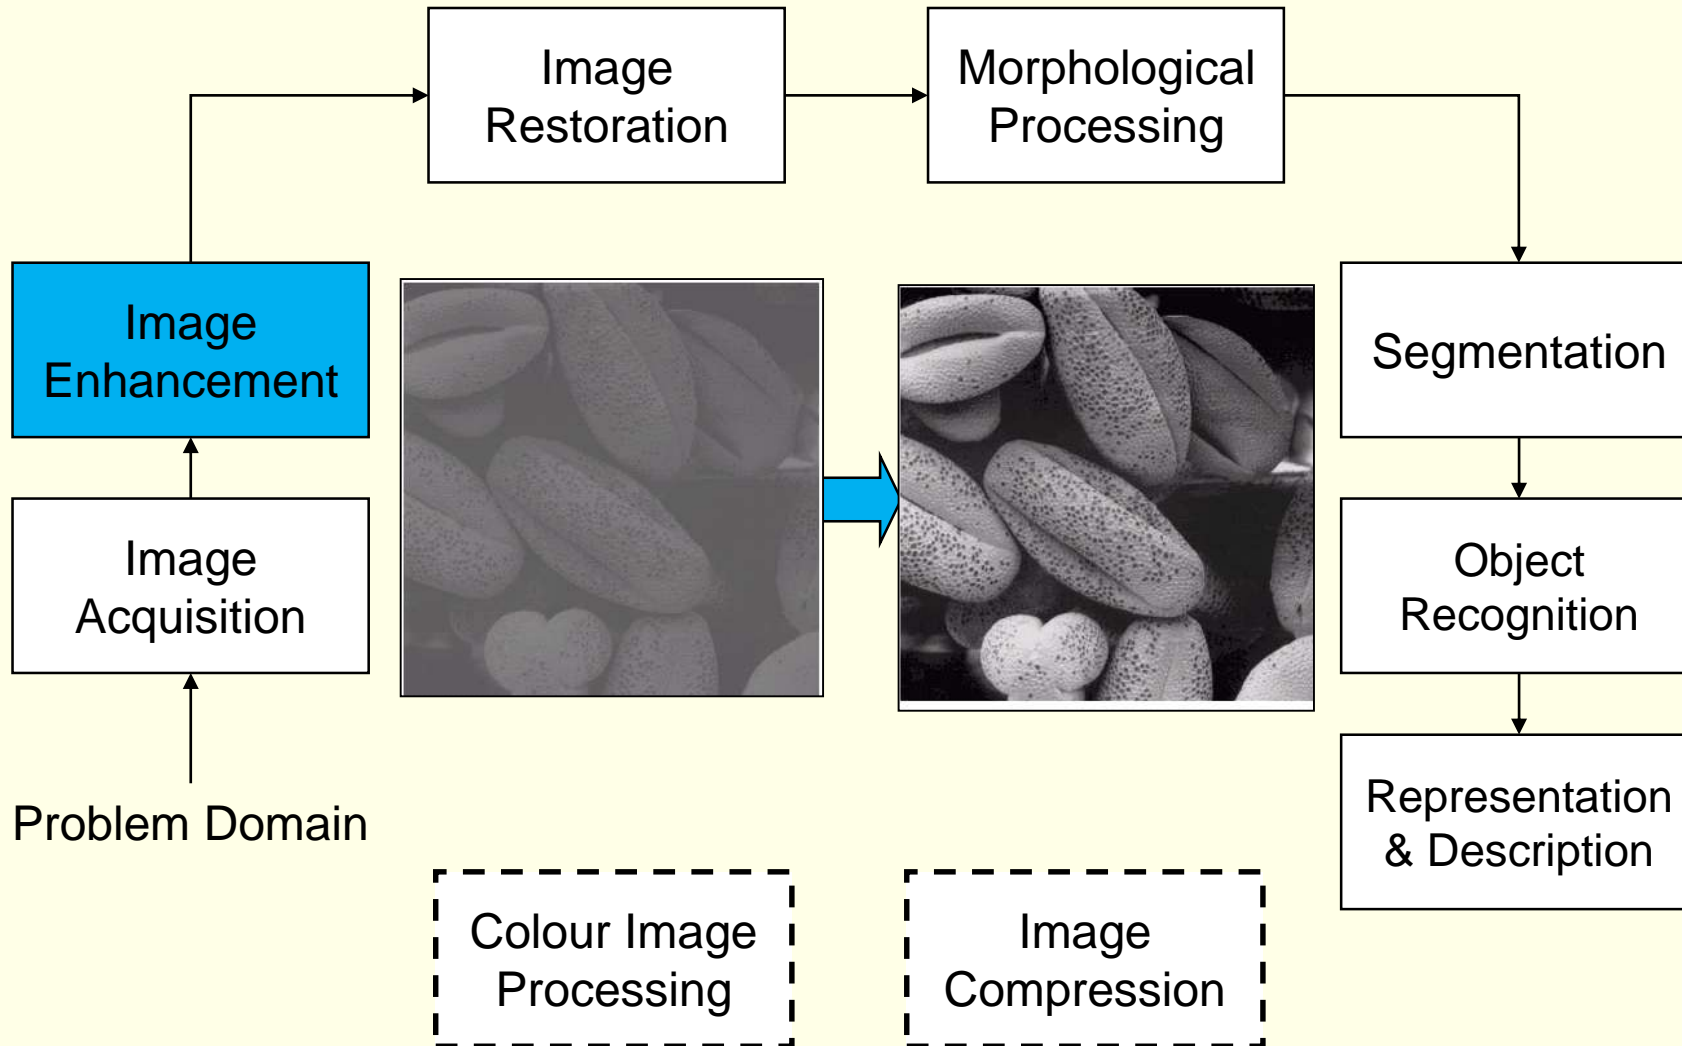 Image
Restoration
Morphological
Processing
Image
Enhancement
Segmentation
Image
Acquisition
Object
Recognition
Problem Domain
Representation
& Description
Colour Image
Processing
Image
Compression